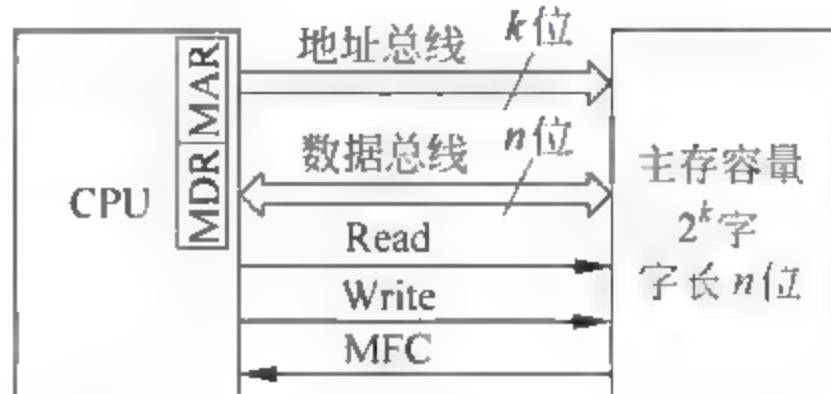 地址总线
k位
MAR
数据总线
n位
MDR
CPU
Read
Write
MFC
主存容量
2^k字
字长n位